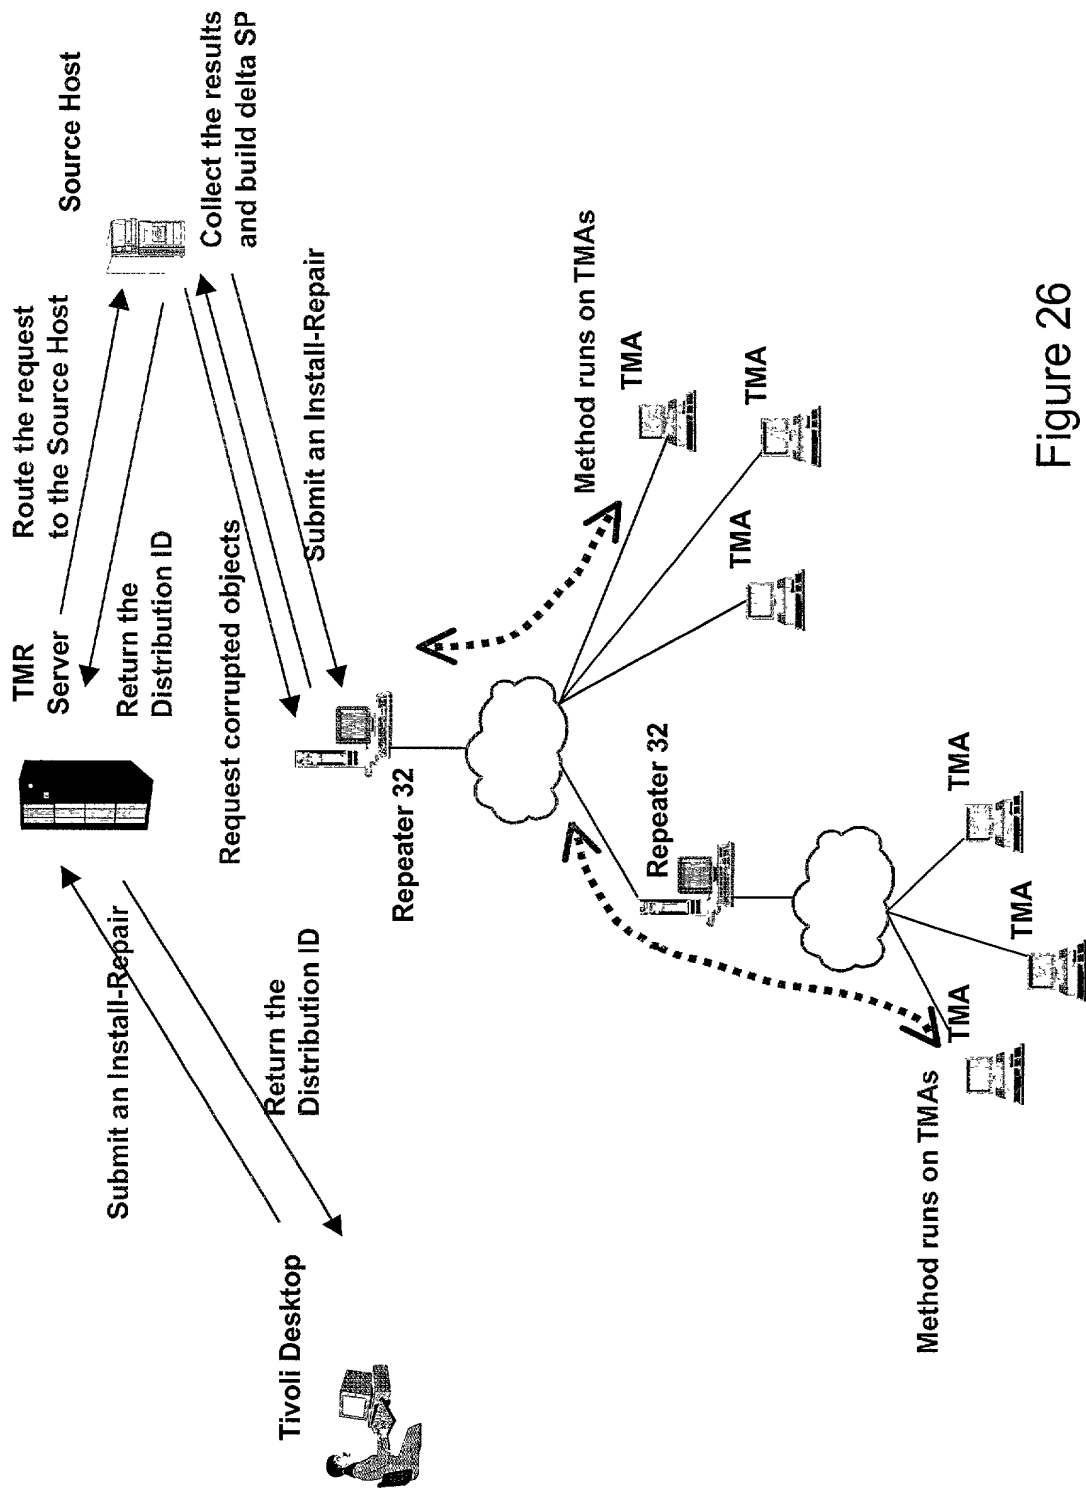 TMR
Server
Route the request
to the Source Host
Source Host
Return the
Distribution ID
Collect the results
and build delta SP
Submit an Install-Repair
Request corrupted objects
Submit an Install-Repair
Tivoli Desktop
Return the
Distribution ID
Repeater 32
Method runs on TMAs
TMA
TMA
TMA
Repeater 32
TMA
TMA
TMA
Method runs on TMAs
Figure 26